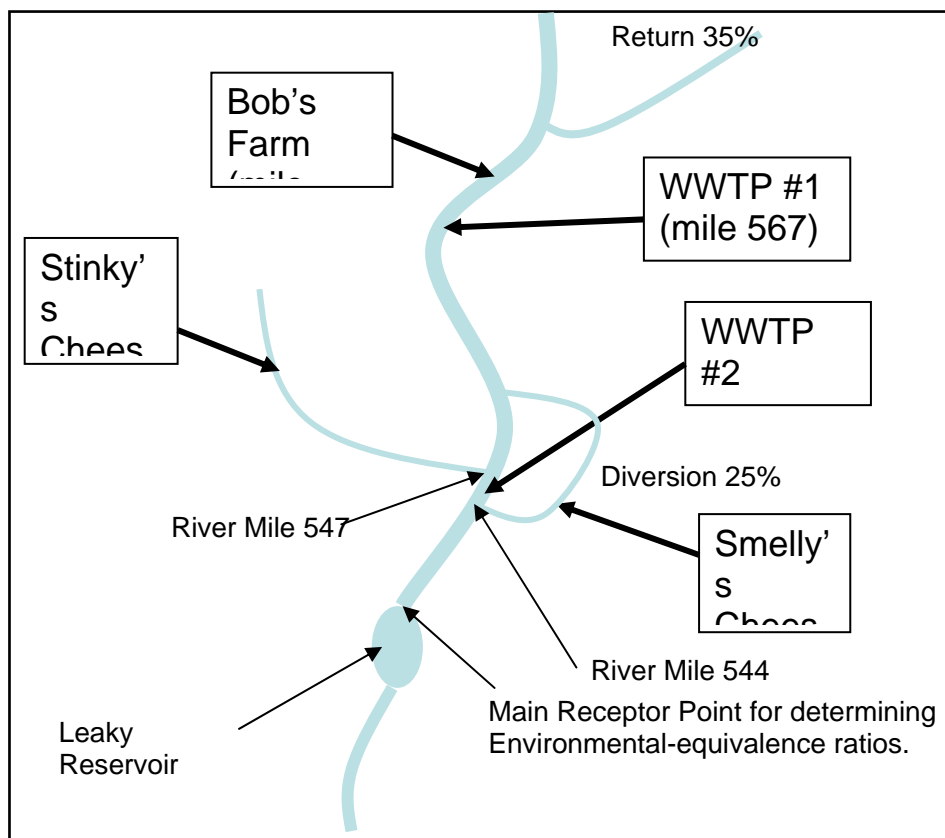 Return 35%
Bob's
Farm
WWTP #1
(mile 567)
Stinky'
s
WWTP
#2
Diversion 25%
River Mile 547
Smelly'
s
River Mile 544
Main Receptor Point for determining
Environmental-equivalence ratios.
Leaky
Reservoir